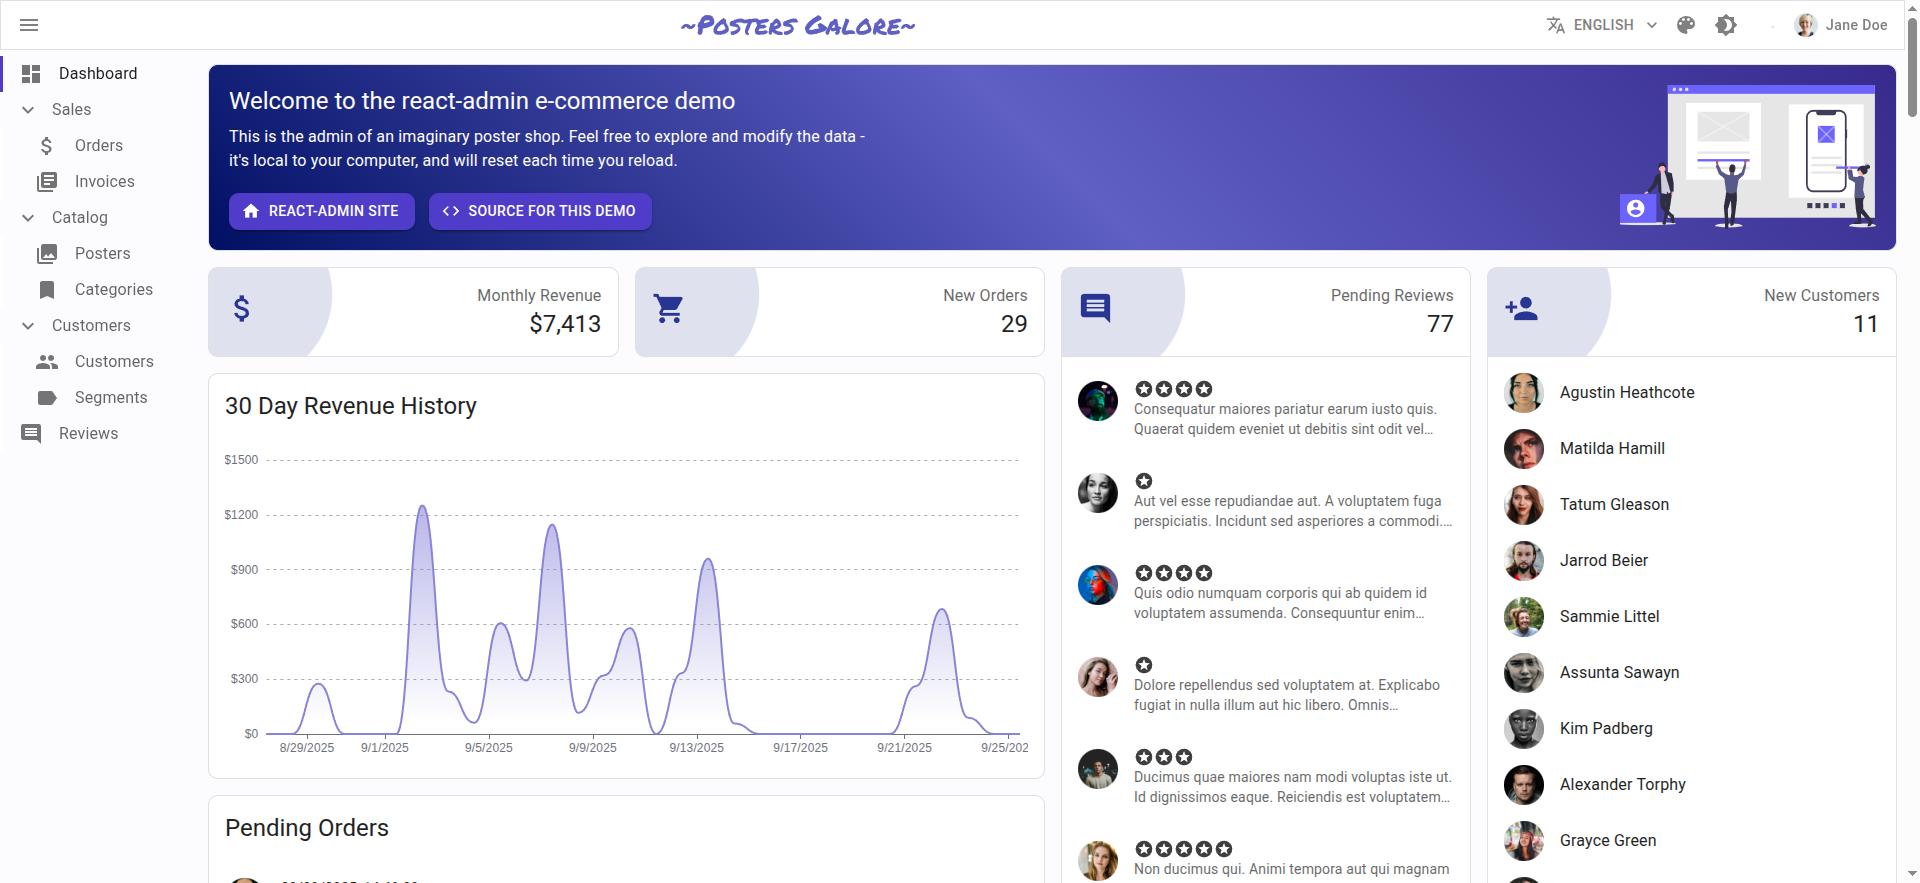 ~Posters Galore~
ENGLISH
Jane Doe
Dashboard
Sales
Orders
Invoices
Catalog
Posters
Categories
Customers
Customers
Segments
Reviews
Welcome to the react-admin e-commerce demo
This is the admin of an imaginary poster shop. Feel free to explore and modify the data -
it's local to your computer, and will reset each time you reload.
REACT-ADMIN SITE
SOURCE FOR THIS DEMO
Monthly Revenue
$7,413
New Orders
29
30 Day Revenue History
$1500
$1200
$900
$600
$300
$0
8/29/2025 9/1/2025 9/5/2025 9/9/2025 9/13/2025 9/17/2025 9/21/2025 9/25/202
Pending Orders
Pending Reviews
77
Consequatur maiores pariatur earum iusto quis.
Quaerat quidem eveniet ut debitis sint odit vel...
Aut vel esse repudiandae aut. A voluptatem fuga
perspiciatis. Incidunt sed asperiores a commodi....
Quis odio numquam corporis qui ab quidem id
voluptatem assumenda. Consequuntur enim...
Dolore repellendus sed voluptatem at. Explicabo
fugiat in nulla illum aut hic libero. Omnis...
Ducimus quae maiores nam modi voluptas iste ut.
Id dignissimos eaque. Reiciendis est voluptatem...
Non ducimus qui. Animi tempora aut qui magnam
New Customers
11
Agustin Heathcote
Matilda Hamill
Tatum Gleason
Jarrod Beier
Sammie Littel
Assunta Sawayn
Kim Padberg
Alexander Torphy
Grayce Green